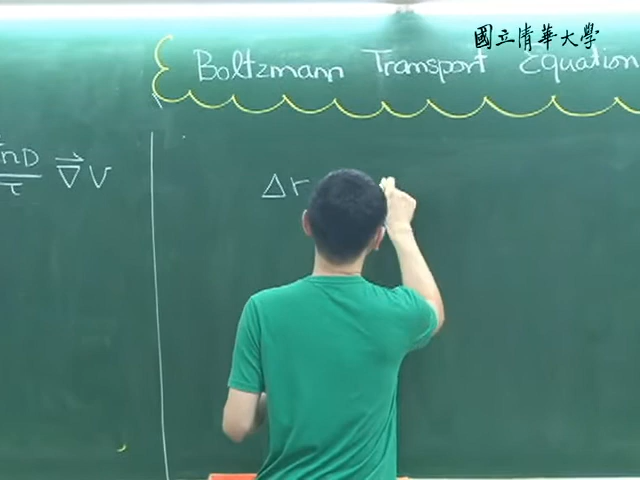 國立清華大學
Boltzmann Transport Equation
nD
τ
∇ V
Δr